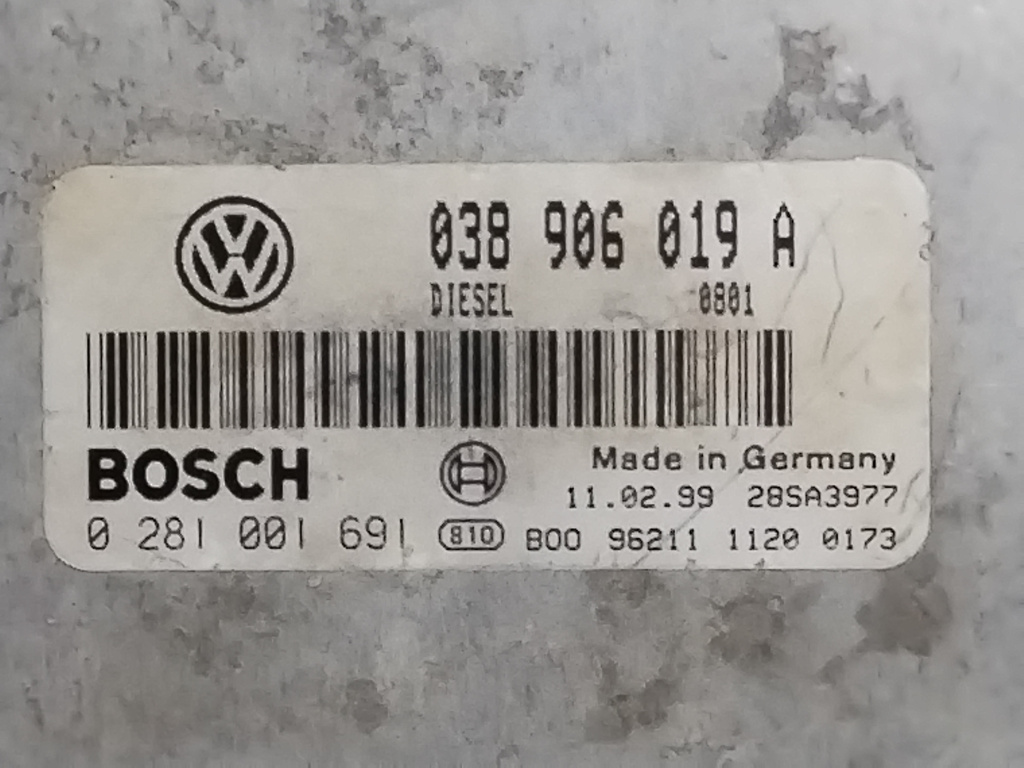 038 906 019 A
DIESEL 0801
BOSCH
Made in Germany
11.02.99 28SA3977
0 281 001 691 810 B00 96211 1120 0173